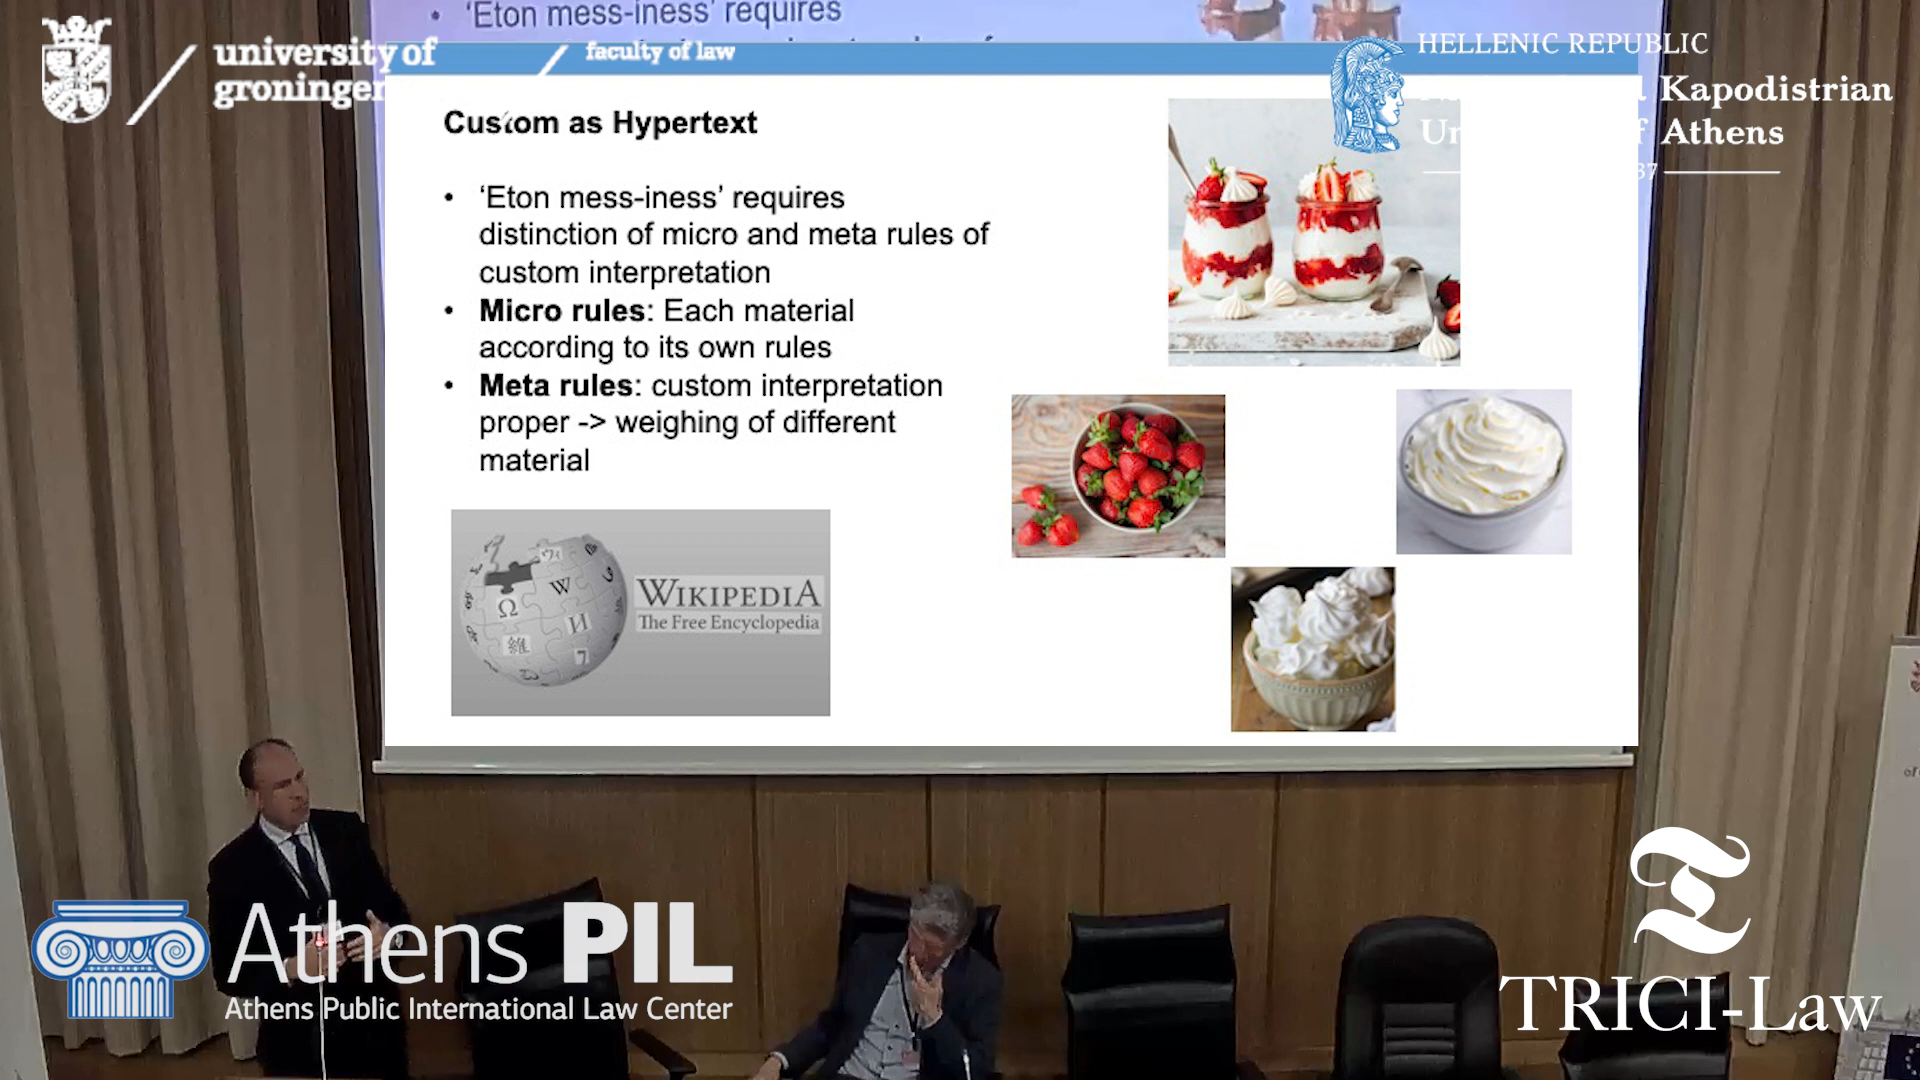 ‘Eton mess-iness’ requires
university of
groningen
faculty of law
HELLENIC REPUBLIC
Kapodistrian
Athens
37
Custom as Hypertext
• ‘Eton mess-iness’ requires
distinction of micro and meta rules of
custom interpretation
• Micro rules: Each material
according to its own rules
• Meta rules: custom interpretation
proper -> weighing of different
material
WIKIPEDIA
The Free Encyclopedia
Athens PIL
Athens Public International Law Center
TRICI-Law